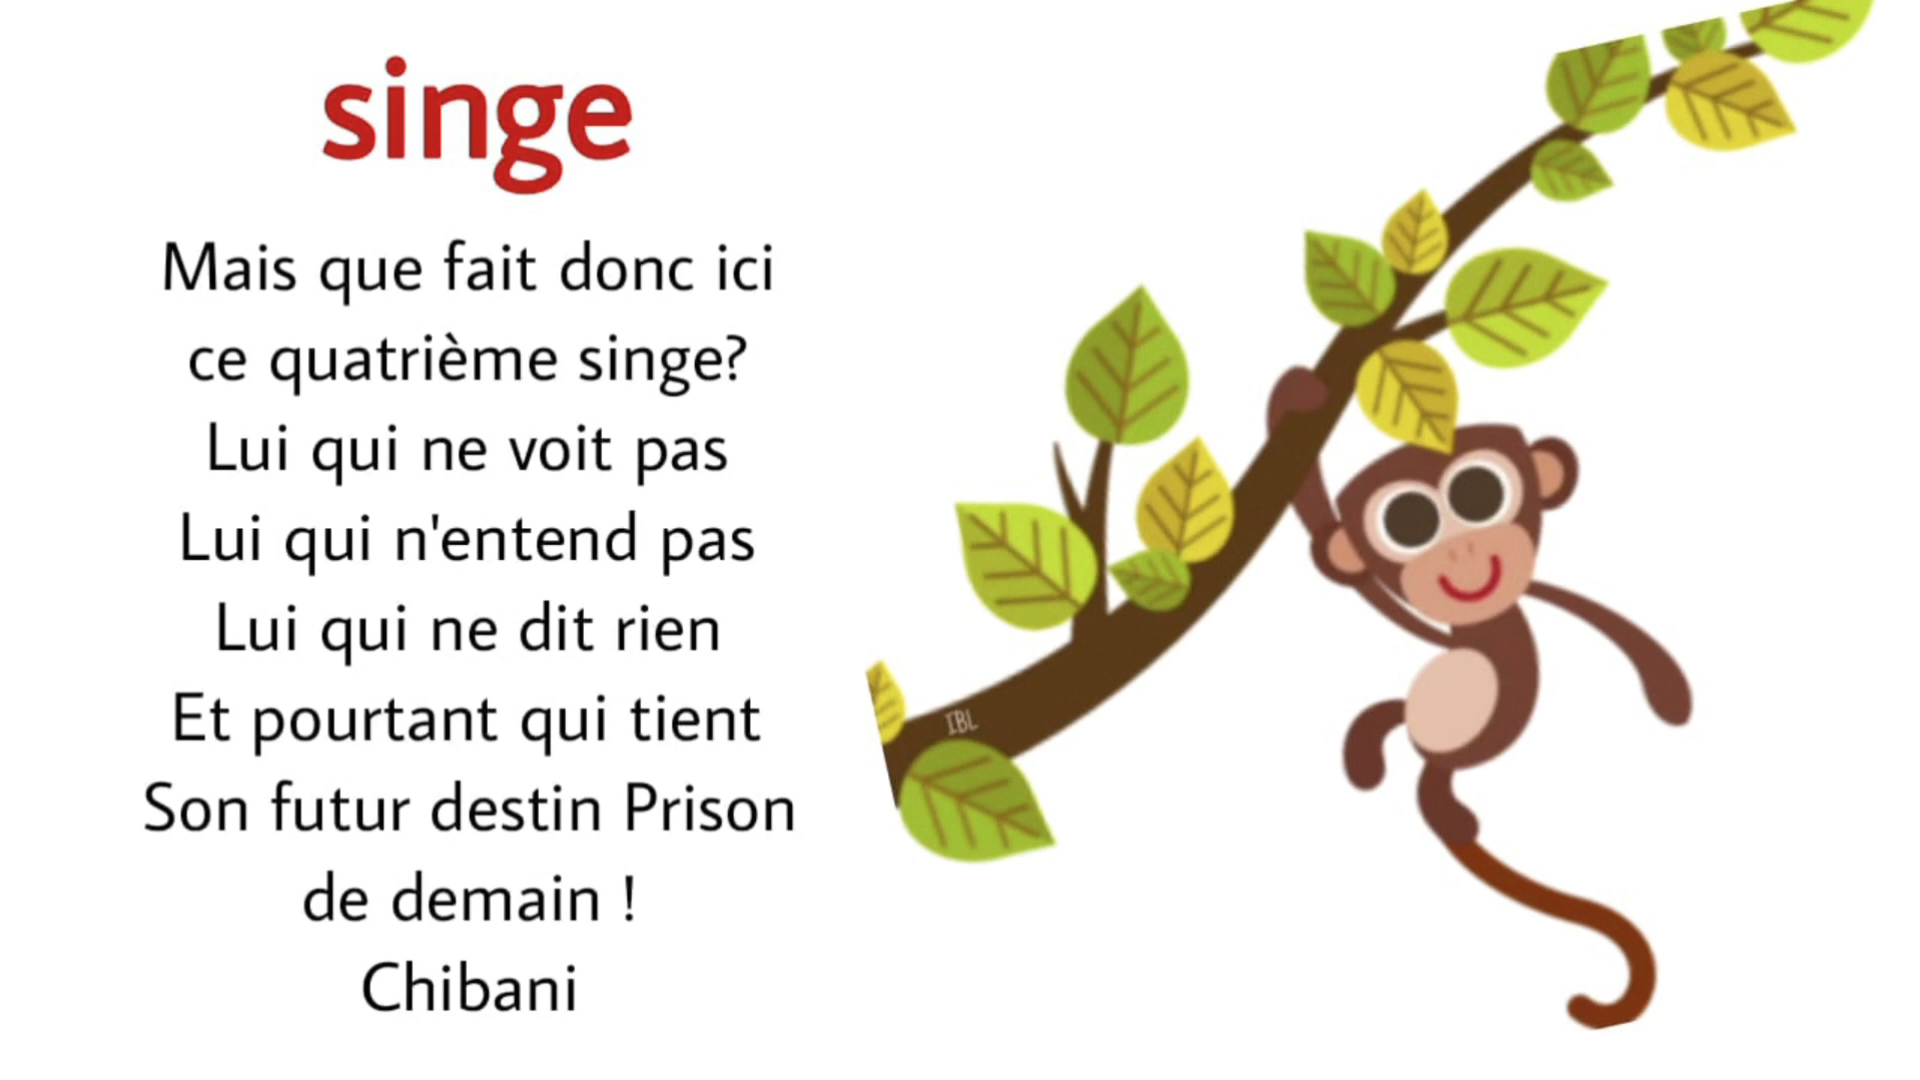 singe
Mais que fait donc ici
ce quatrième singe?
Lui qui ne voit pas
Lui qui n'entend pas
Lui qui ne dit rien
Et pourtant qui tient
Son futur destin Prison
de demain !
Chibani
IBL